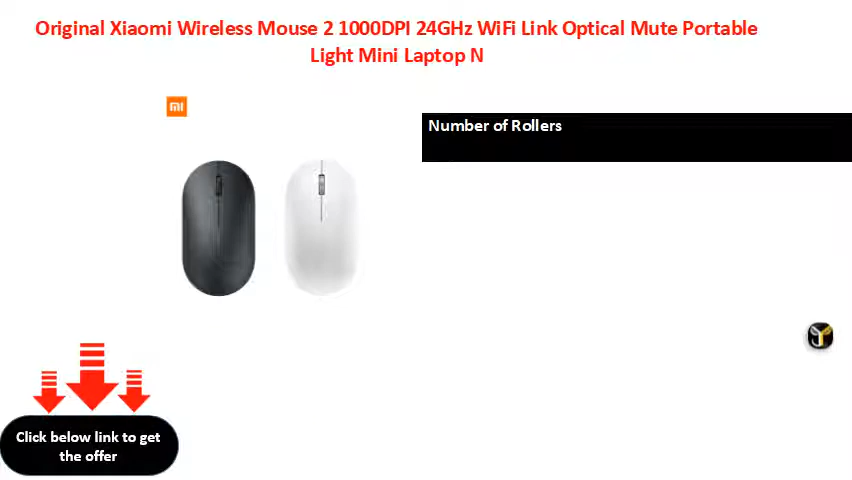 Original Xiaomi Wireless Mouse 2 1000DPI 24GHz WiFi Link Optical Mute Portable
Light Mini Laptop N
mi
Number of Rollers
Click below link to get
the offer